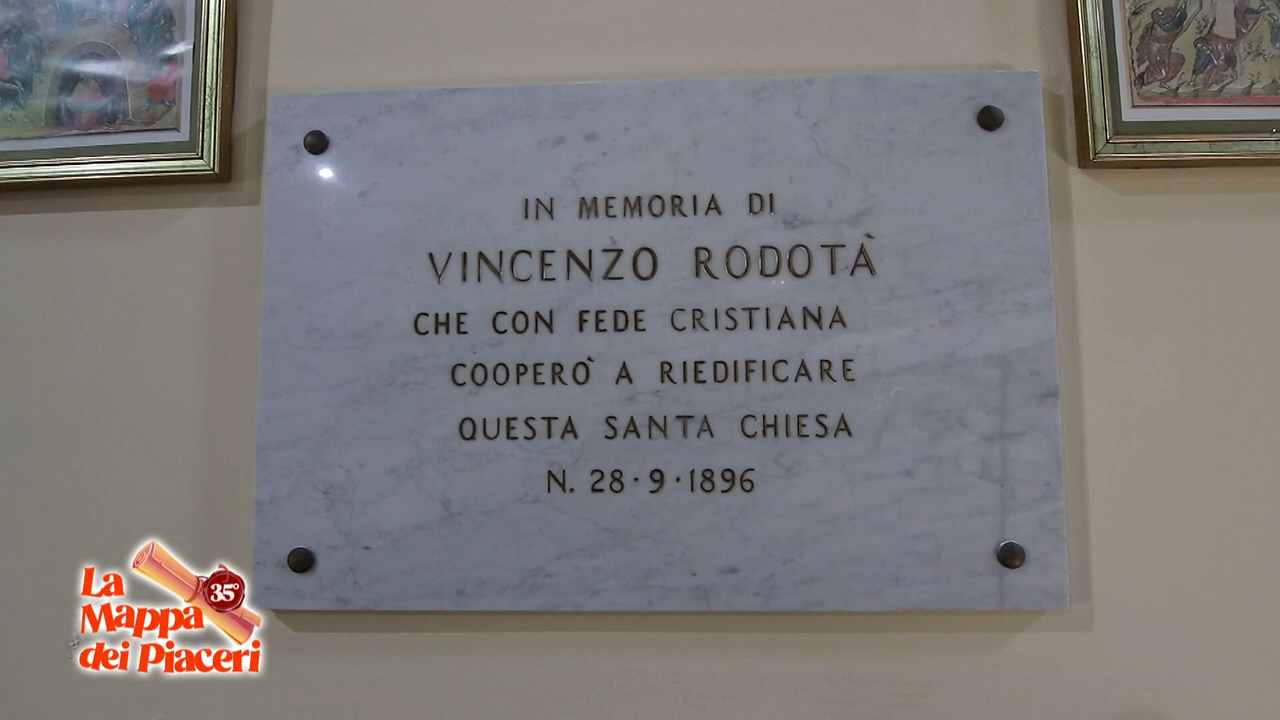 IN MEMORIA DI
VINCENZO RODOTÀ
CHE CON FEDE CRISTIANA
COOPERÒ A RIEDIFICARE
QUESTA SANTA CHIESA
N. 28·9·1896
La
Mappa
dei Piaceri
35°